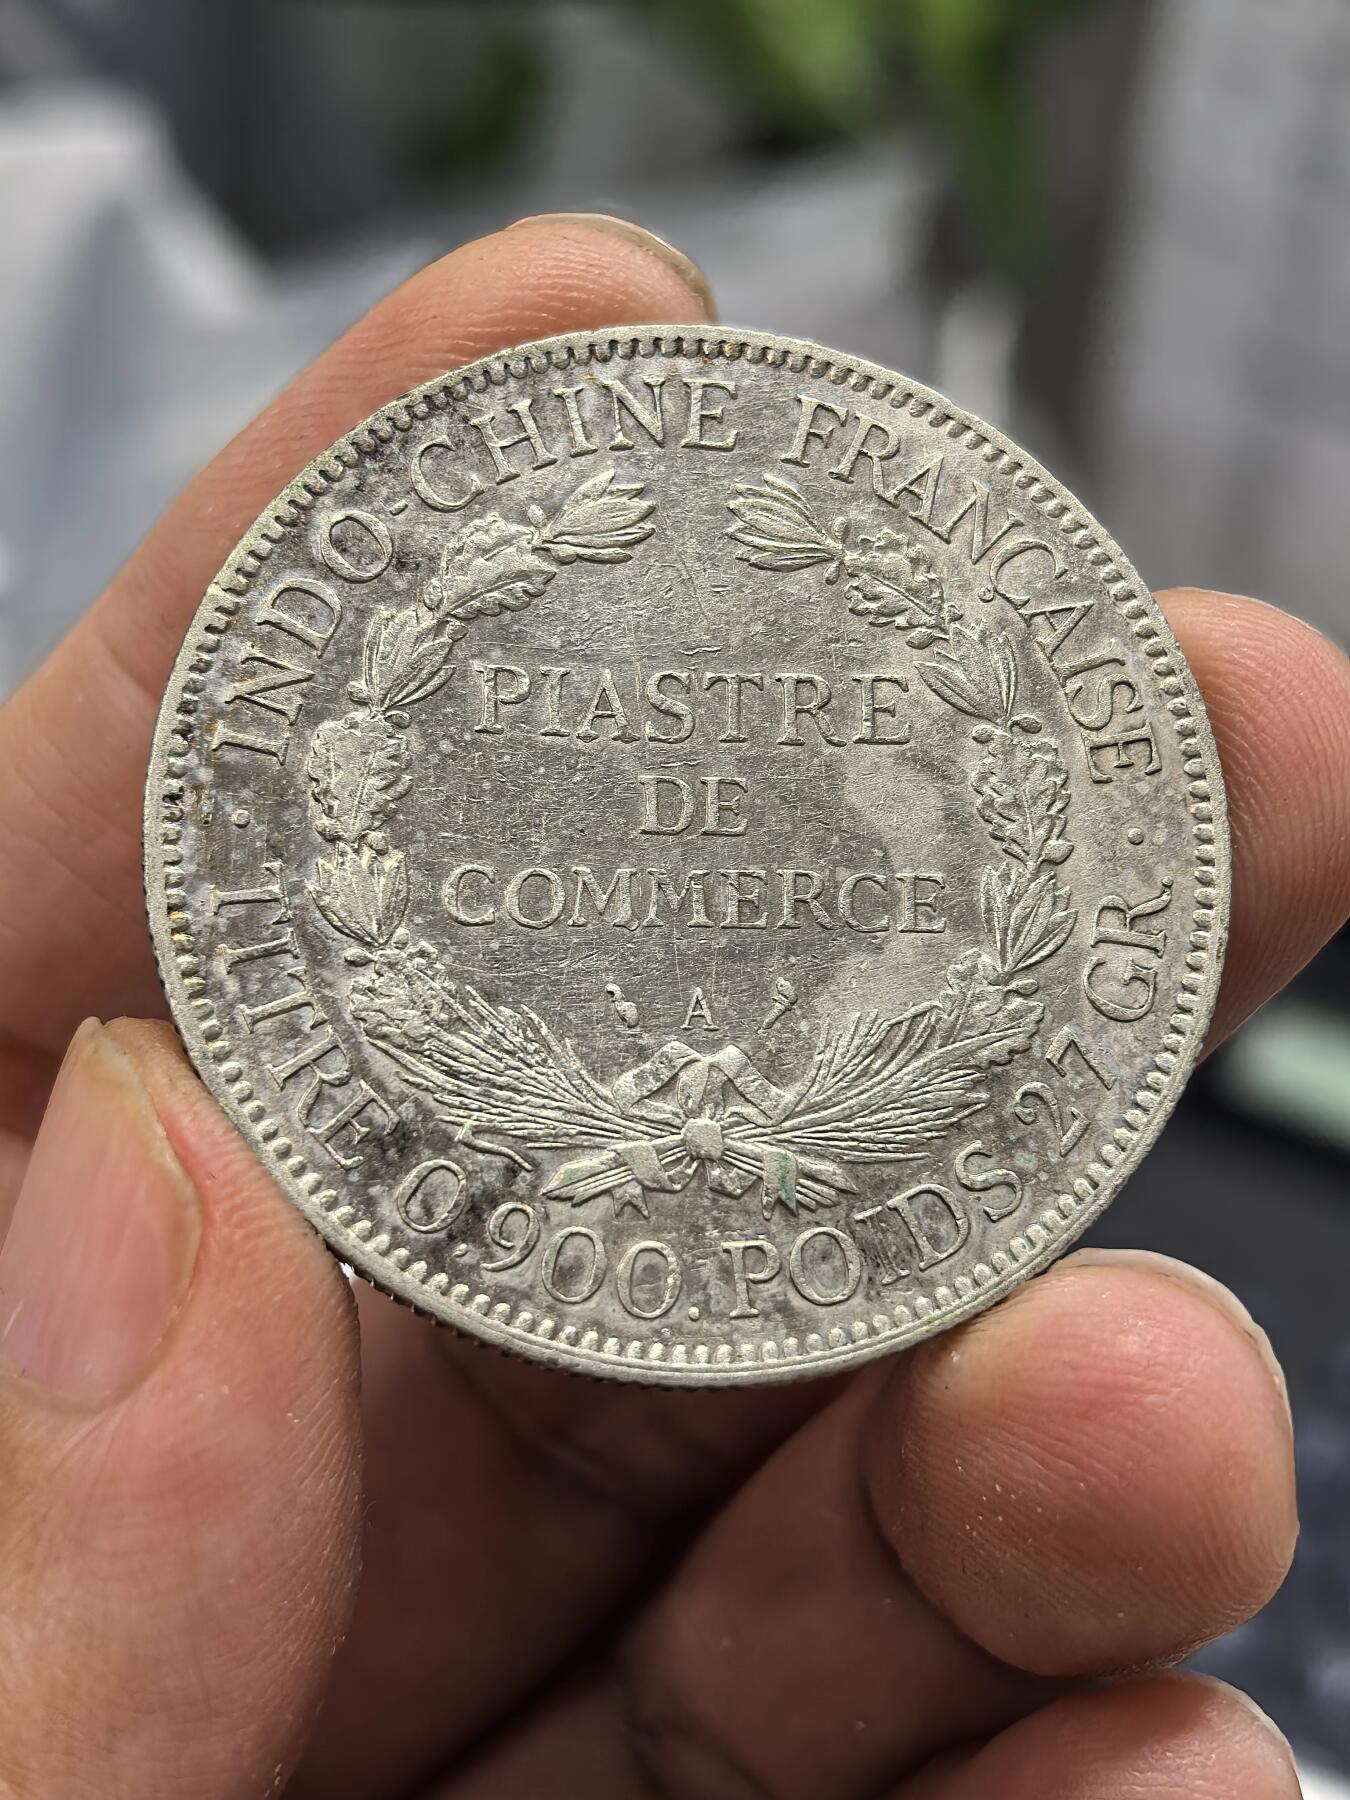 INDO-CHINE FRANÇAISE
PIASTRE
DE
COMMERCE
A
· TITRE 0,900. POIDS 27 GR. ·